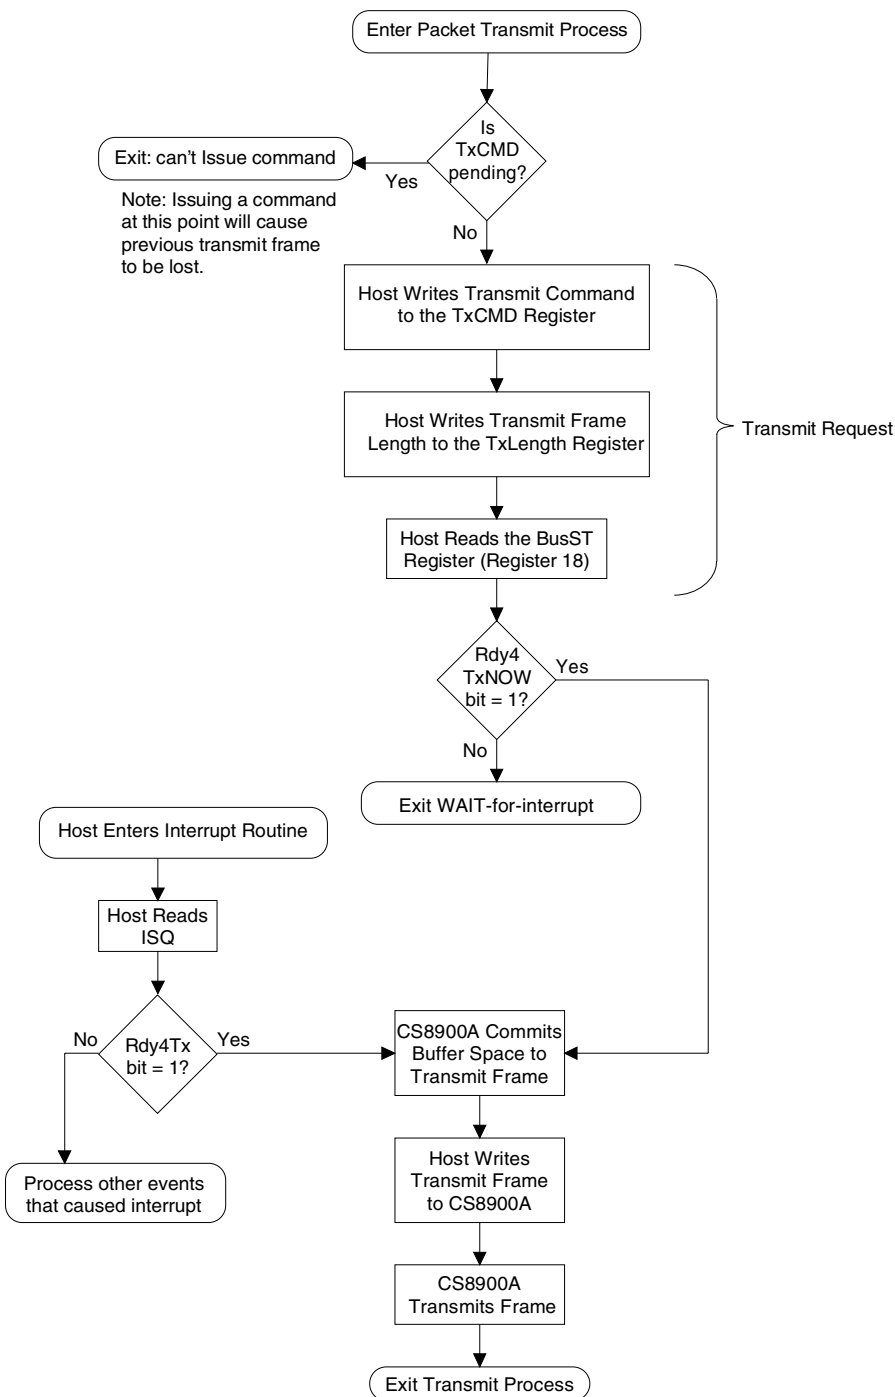 Enter Packet Transmit Process
Is
TxCMD
pending?
Yes
Exit: can't Issue command
Note: Issuing a command
at this point will cause
previous transmit frame
to be lost.
No
Host Writes Transmit Command
to the TxCMD Register
Host Writes Transmit Frame
Length to the TxLength Register
Transmit Request
Host Reads the BusST
Register (Register 18)
Rdy4
TxNOW
bit = 1?
Yes
No
Exit WAIT-for-interrupt
Host Enters Interrupt Routine
Host Reads
ISQ
Rdy4Tx
bit = 1?
No
Yes
Process other events
that caused interrupt
CS8900A Commits
Buffer Space to
Transmit Frame
Host Writes
Transmit Frame
to CS8900A
CS8900A
Transmits Frame
Exit Transmit Process